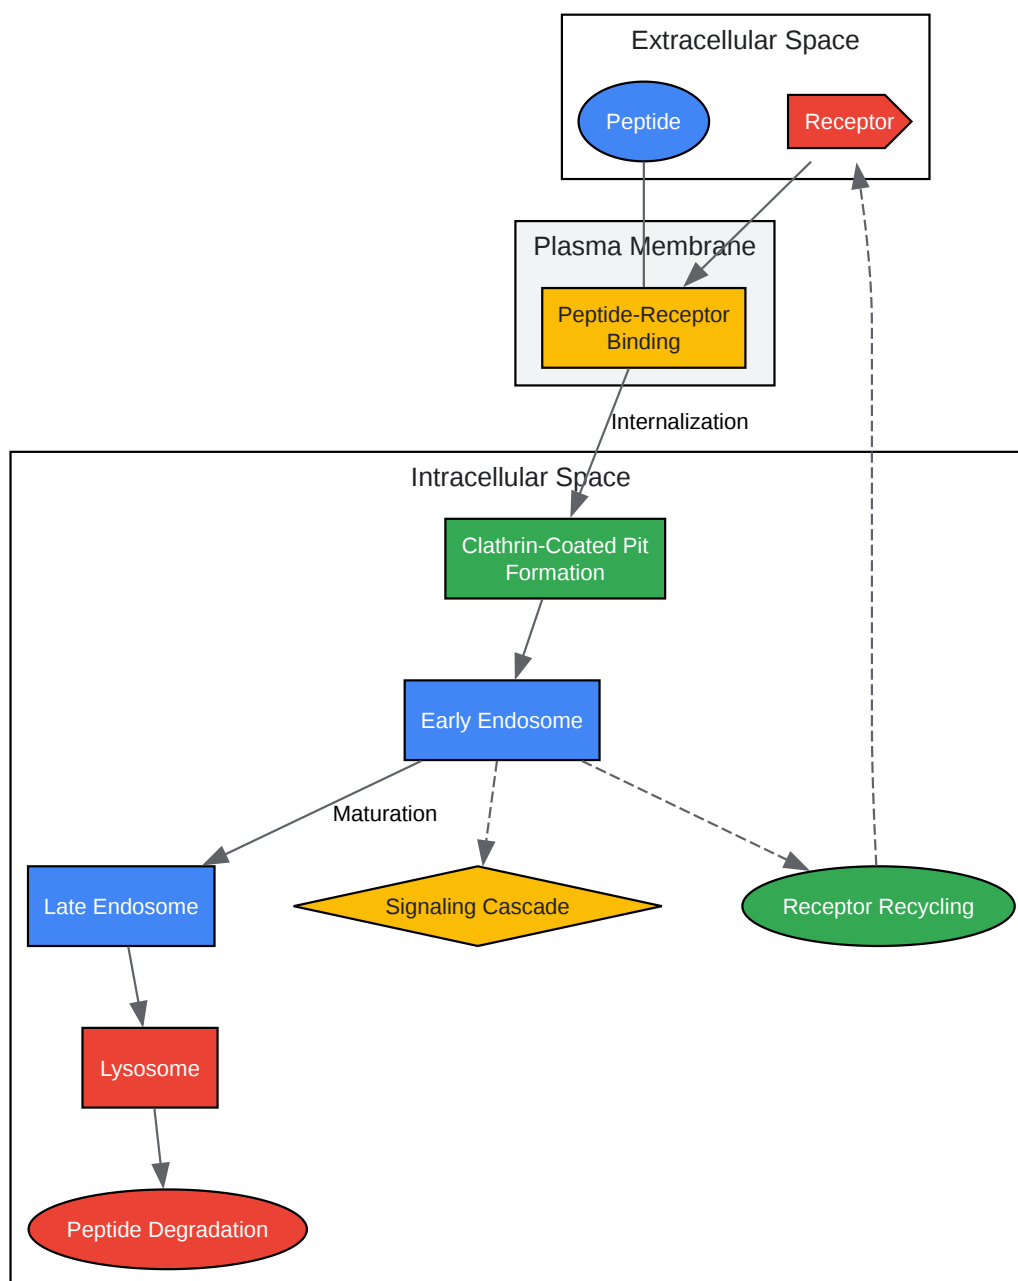 Extracellular Space
Peptide
Receptor
Plasma Membrane
Peptide-Receptor
Binding
Internalization
Intracellular Space
Clathrin-Coated Pit
Formation
Early Endosome
Maturation
Late Endosome
Signaling Cascade
Receptor Recycling
Lysosome
Peptide Degradation